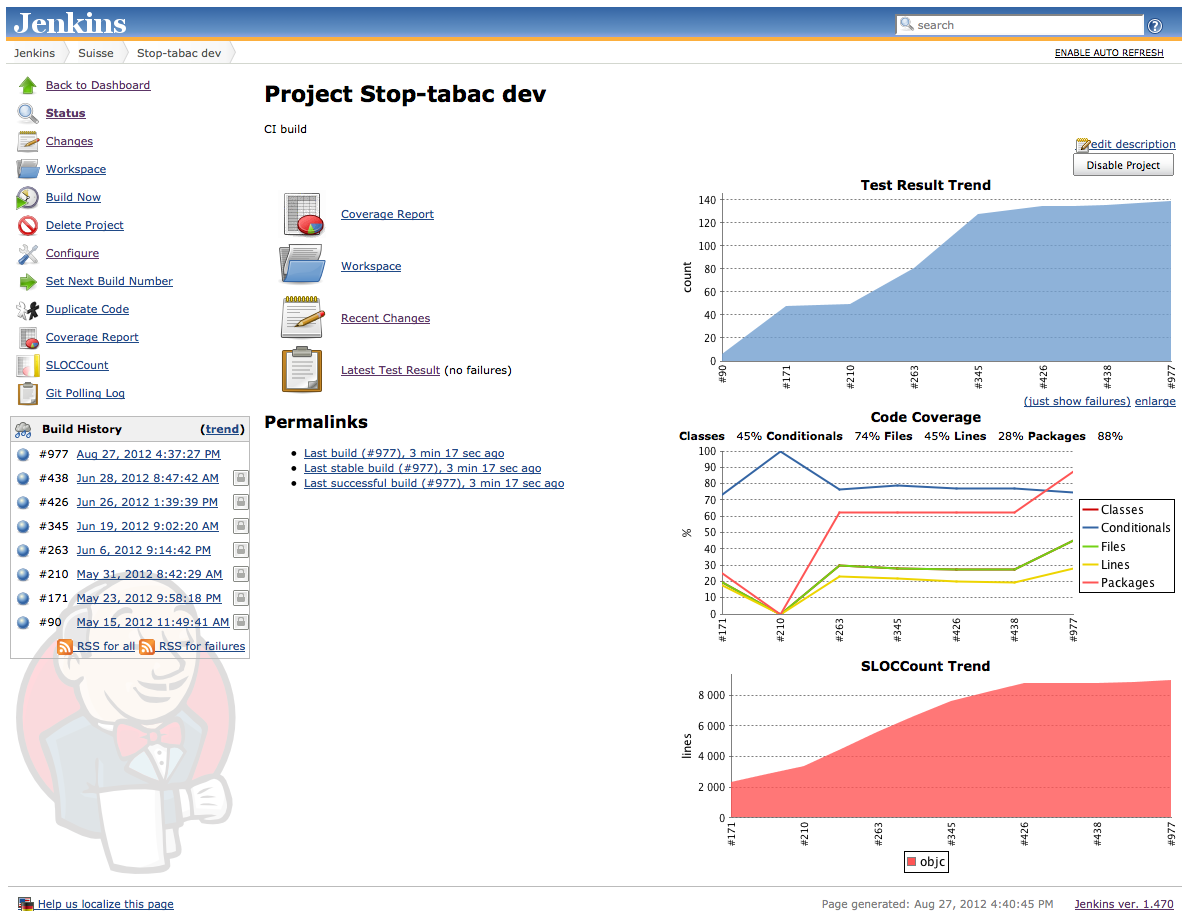 Jenkins
search
Jenkins Suisse Stop-tabac dev
ENABLE AUTO REFRESH
Back to Dashboard
Status
Changes
Workspace
Build Now
Delete Project
Configure
Set Next Build Number
Duplicate Code
Coverage Report
SLOCCount
Git Polling Log
Build History (trend)
#977 Aug 27, 2012 4:37:27 PM
#438 Jun 28, 2012 8:47:42 AM
#426 Jun 26, 2012 1:39:39 PM
#345 Jun 19, 2012 9:02:20 AM
#263 Jun 6, 2012 9:14:42 PM
#210 May 31, 2012 8:42:29 AM
#171 May 23, 2012 9:58:18 PM
#90 May 15, 2012 11:49:41 AM
RSS for all RSS for failures
Project Stop-tabac dev
CI build
edit description
Disable Project
Coverage Report
Workspace
Recent Changes
Latest Test Result (no failures)
Permalinks
Last build (#977), 3 min 17 sec ago
Last stable build (#977), 3 min 17 sec ago
Last successful build (#977), 3 min 17 sec ago
Test Result Trend
count
140
120
100
80
60
40
20
0
#90 #171 #210 #263 #345 #426 #438 #977
(just show failures) enlarge
Code Coverage
Classes 45% Conditionals 74% Files 45% Lines 28% Packages 88%
%
100
90
80
70
60
50
40
30
20
10
0
#171 #210 #263 #345 #426 #438 #977
Classes
Conditionals
Files
Lines
Packages
SLOCCount Trend
lines
8 000
6 000
4 000
2 000
0
#171 #210 #263 #345 #426 #438 #977
objc
Help us localize this page
Page generated: Aug 27, 2012 4:40:45 PM Jenkins ver. 1.470